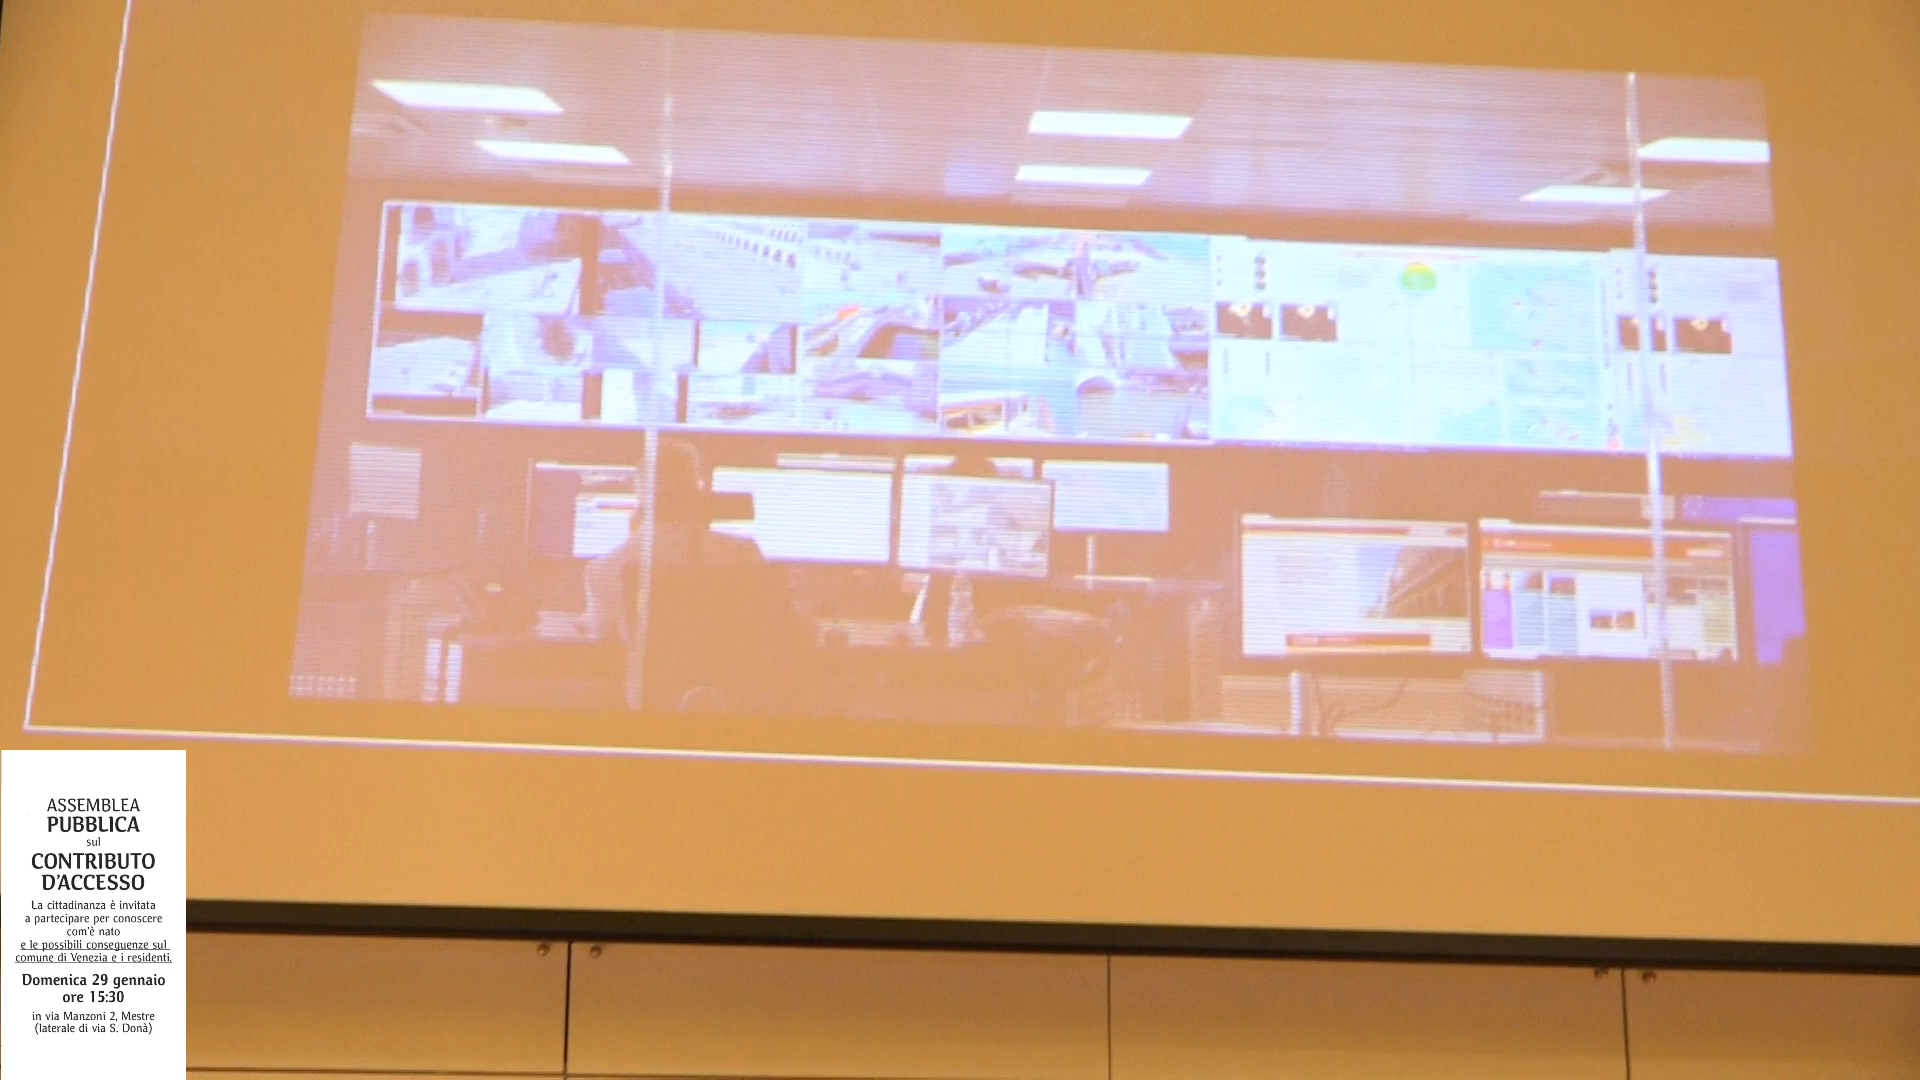 ASSEMBLEA
PUBBLICA
sul
CONTRIBUTO
D'ACCESSO
La cittadinanza è invitata
a partecipare per conoscere
com'è nato
e le possibili conseguenze sul
comune di Venezia e i residenti.
Domenica 29 gennaio
ore 15:30
in via Manzoni 2, Mestre
(laterale di via S. Donà)